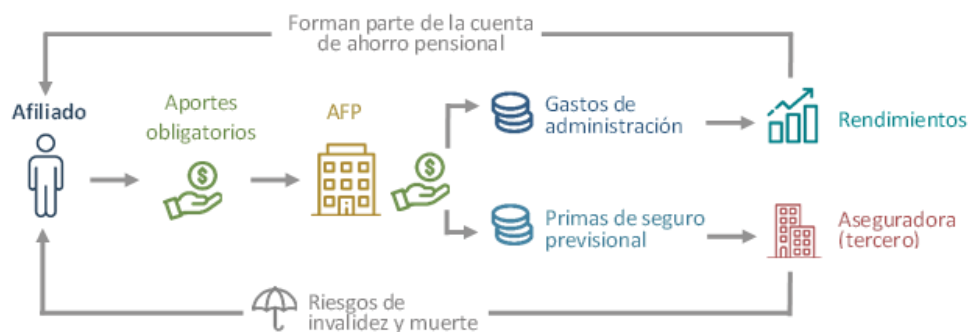 Forman parte de la cuenta
de ahorro pensional
Afiliado
Aportes
obligatorios
AFP
Gastos de
administración
Rendimientos
Primas de seguro
previsional
Aseguradora
(tercero)
Riesgos de
invalidez y muerte